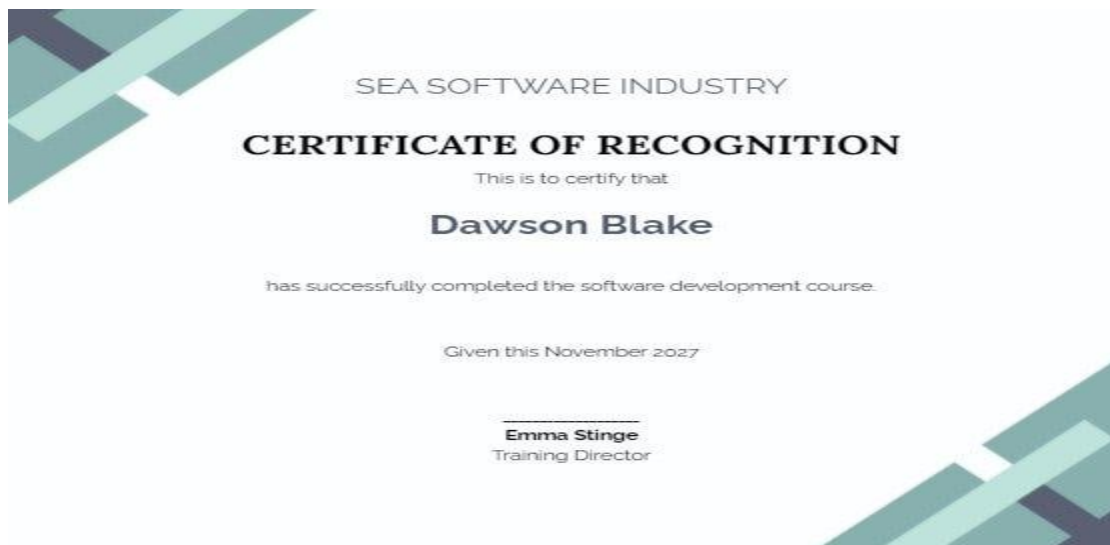 SEA SOFTWARE INDUSTRY
CERTIFICATE OF RECOGNITION
This is to certify that
Dawson Blake
has successfully completed the software development course.
Given this November 2027
Emma Stinge
Training Director